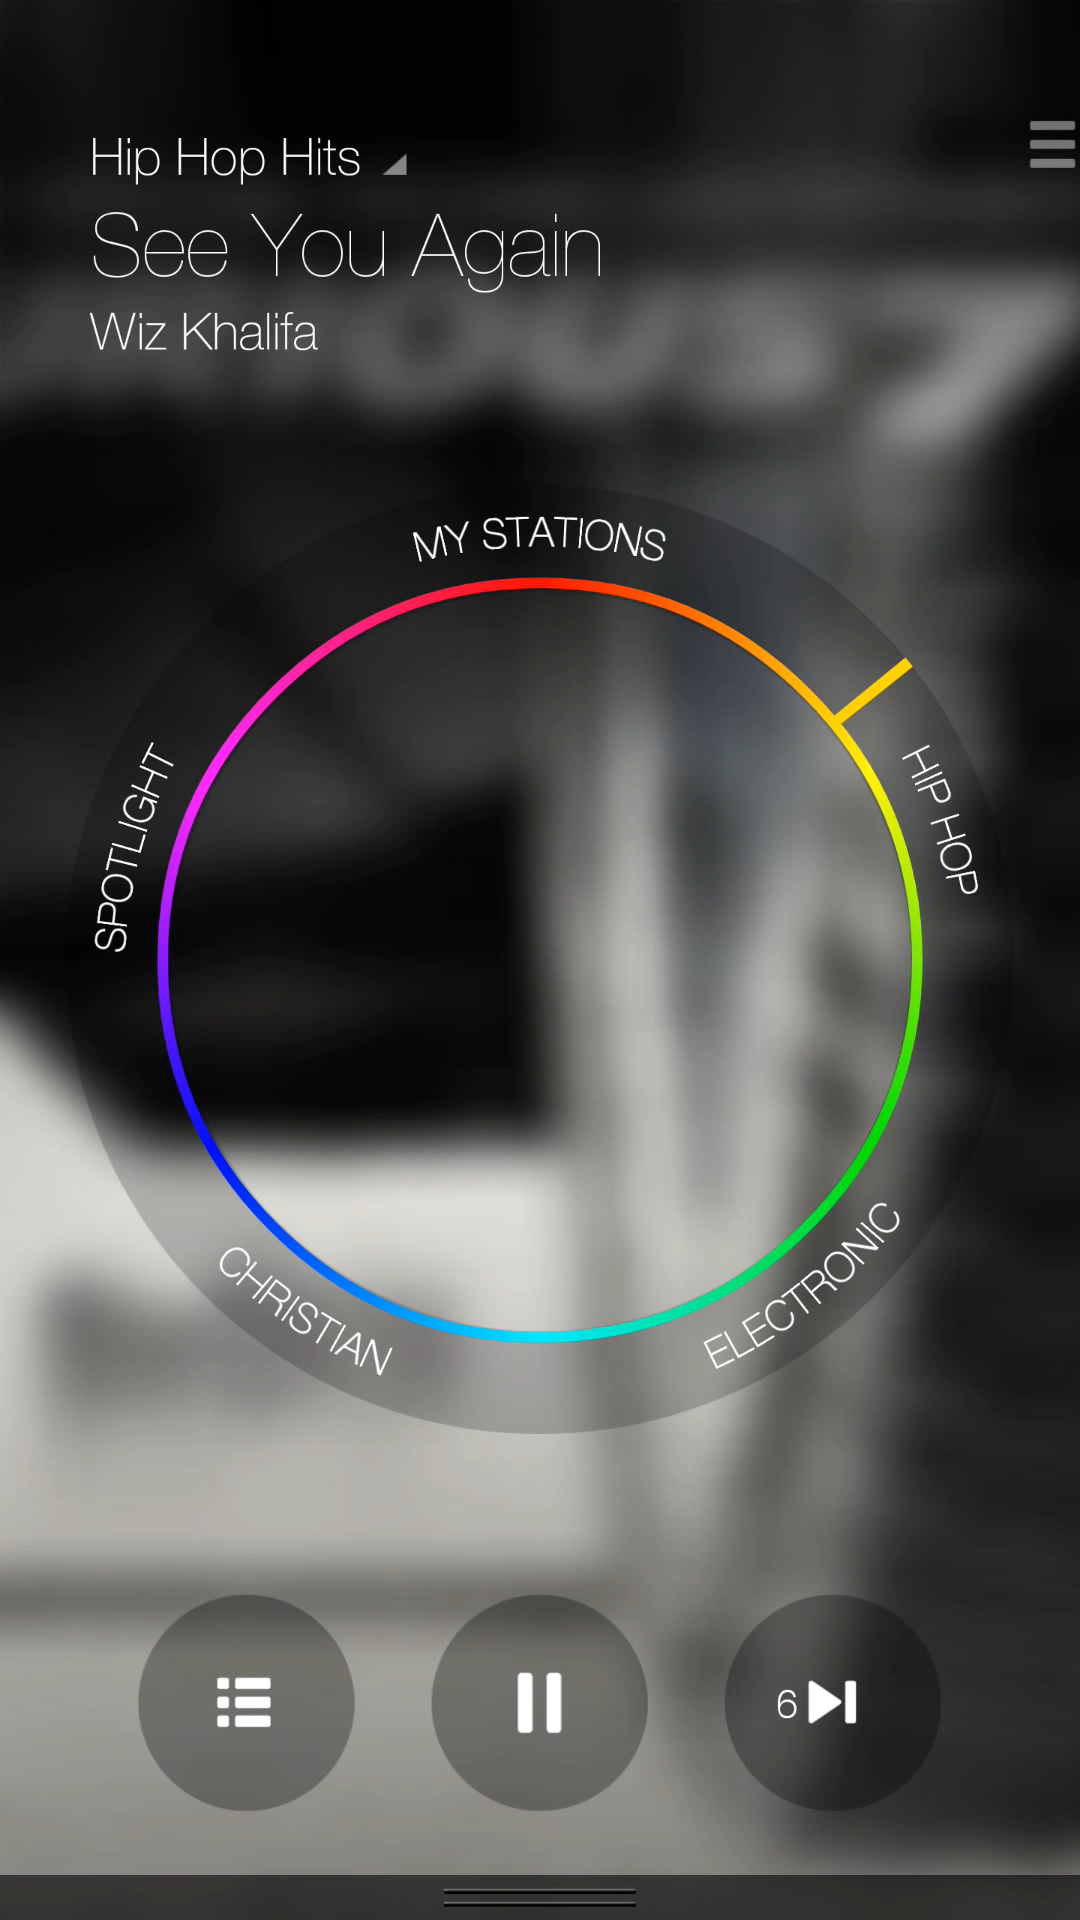 Hip Hop Hits
See You Again
Wiz Khalifa
MY STATIONS
HIP HOP
SPOTLIGHT
CHRISTIAN
ELECTRONIC
6